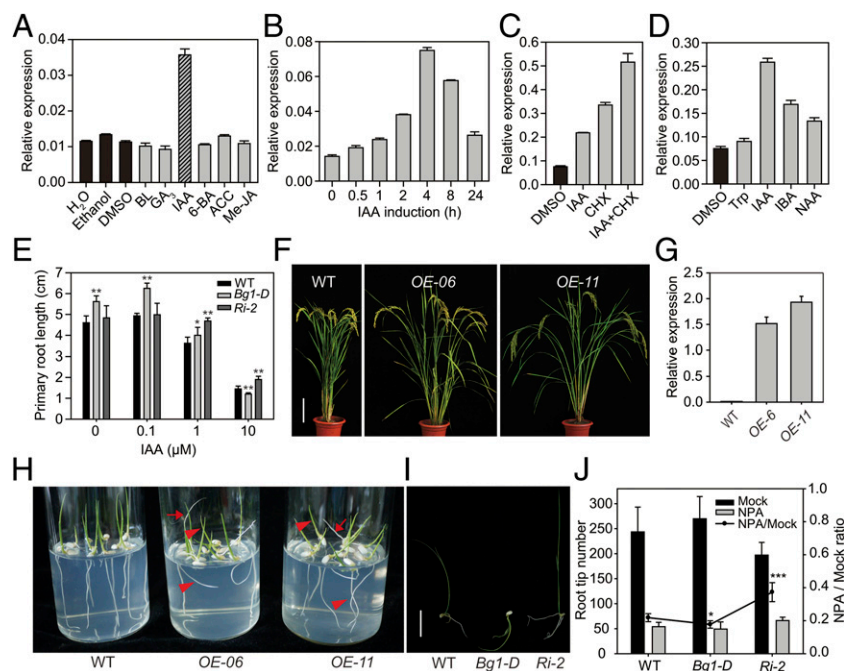 A
Relative expression
0.04
0.03
0.02
0.01
0.00
H2O
Ethanol
DMSO
BL
GA3
IAA
6-BA
ACC
Me-JA
B
Relative expression
0.08
0.06
0.04
0.02
0.00
0 0.5 1 2 4 8 24
IAA induction (h)
C
Relative expression
0.6
0.5
0.4
0.3
0.2
0.1
0.0
DMSO
IAA
CHX
IAA+CHX
D
Relative expression
0.30
0.25
0.20
0.15
0.10
0.05
0.00
DMSO
Trp
IAA
IBA
NAA
E
Primary root length (cm)
7
6
5
4
3
2
1
0
WT
Bg1-D
Ri-2
**
**
*
**
**
**
0 0.1 1 10
IAA (µM)
F
WT OE-06 OE-11
G
Relative expression
2.5
2.0
1.5
1.0
0.5
0.0
WT
OE-6
OE-11
H
WT OE-06 OE-11
I
WT Bg1-D Ri-2
J
Root tip number
300
250
200
150
100
50
0
Mock
NPA
NPA/Mock
*
***
1.0
0.8
0.6
0.4
0.2
0.0
NPA / Mock ratio
WT Bg1-D Ri-2